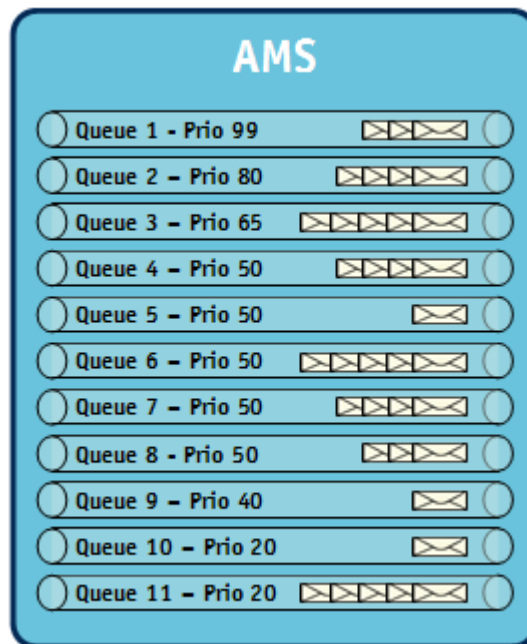 AMS
Queue 1 - Prio 99
Queue 2 – Prio 80
Queue 3 – Prio 65
Queue 4 – Prio 50
Queue 5 – Prio 50
Queue 6 – Prio 50
Queue 7 – Prio 50
Queue 8 - Prio 50
Queue 9 – Prio 40
Queue 10 – Prio 20
Queue 11 – Prio 20